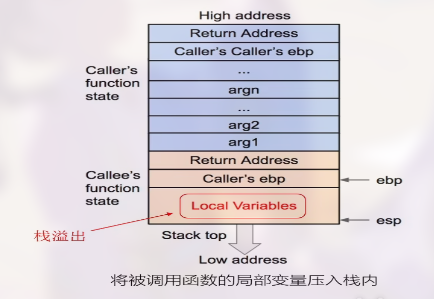 High address
Return Address
Caller's Caller's ebp
...
argn
...
arg2
arg1
Caller's
function
state
Return Address
Caller's ebp
Local Variables
Callee's
function
state
ebp
esp
栈溢出
Stack top
Low address
将被调用函数的局部变量压入栈内